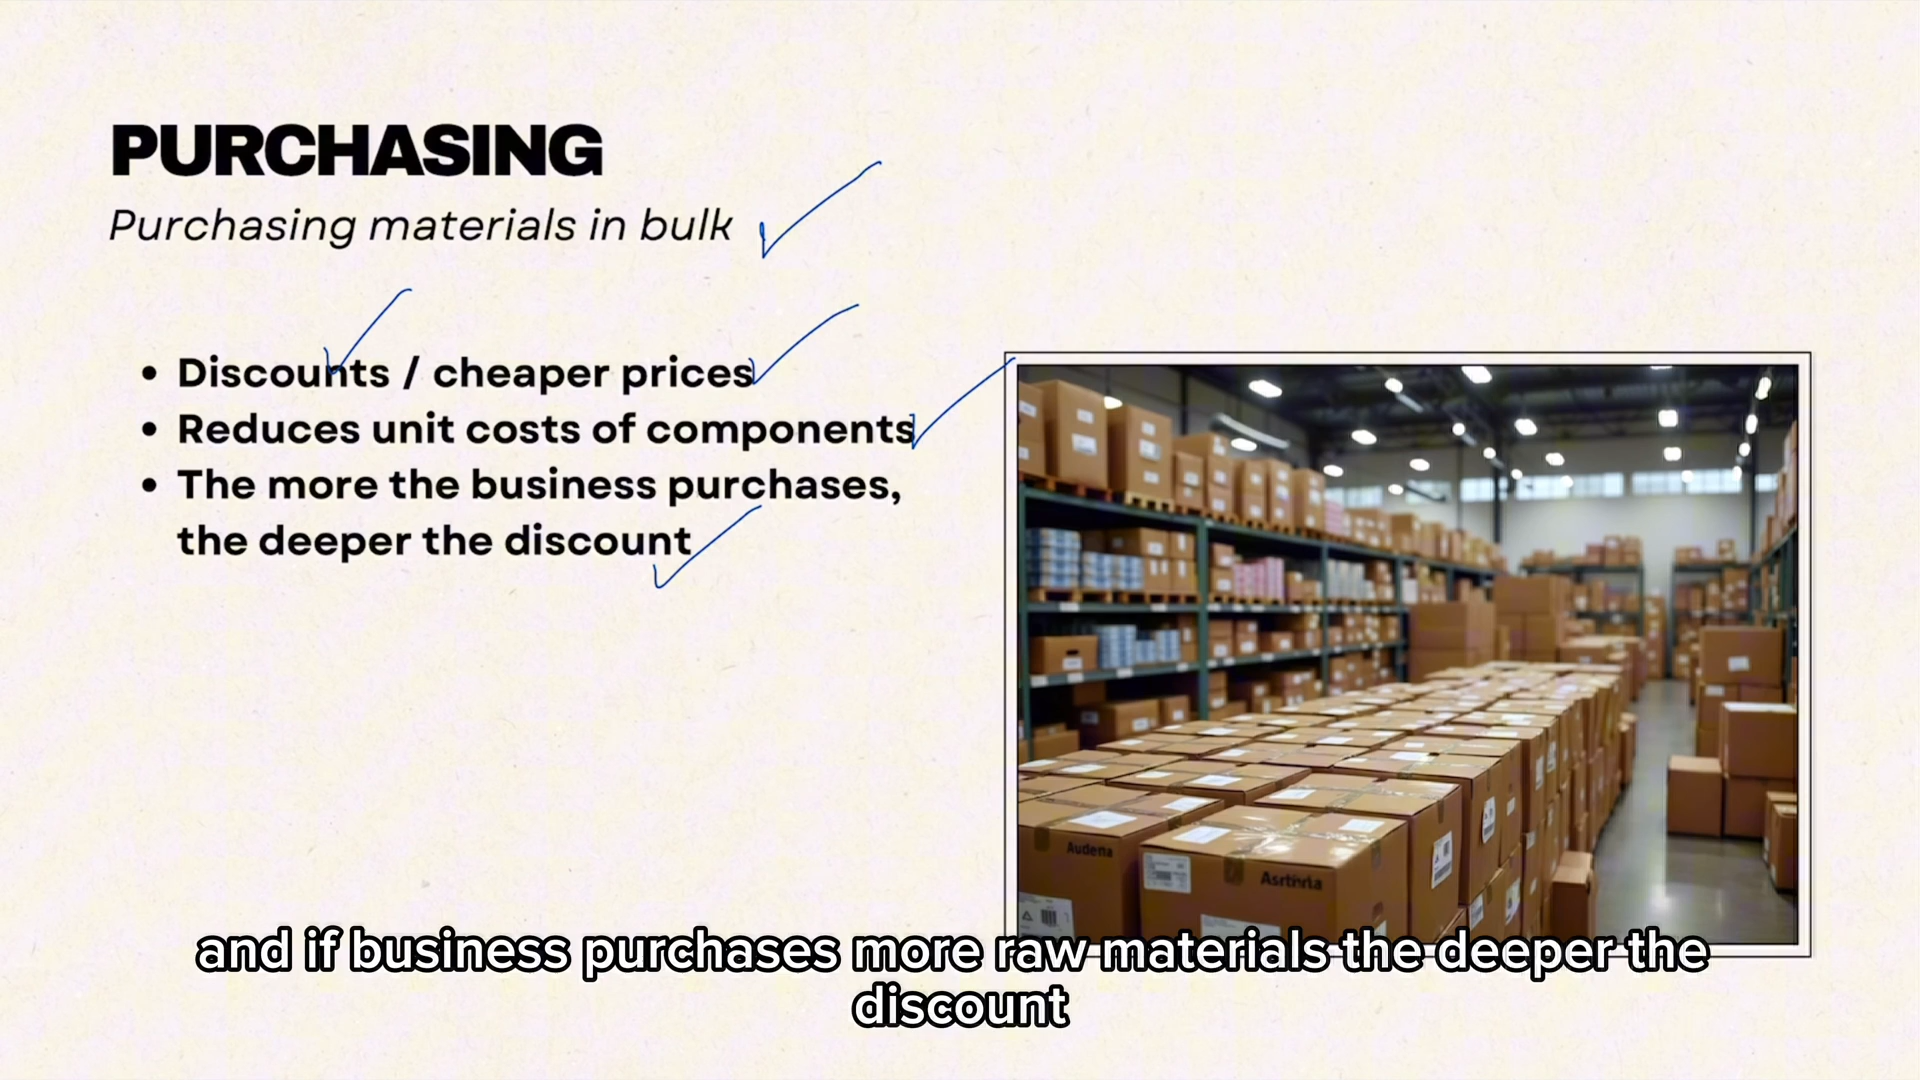 PURCHASING
Purchasing materials in bulk
• Discounts / cheaper prices
• Reduces unit costs of components
• The more the business purchases,
the deeper the discount
Audena
and if business purchases more raw materials the deeper the
discount